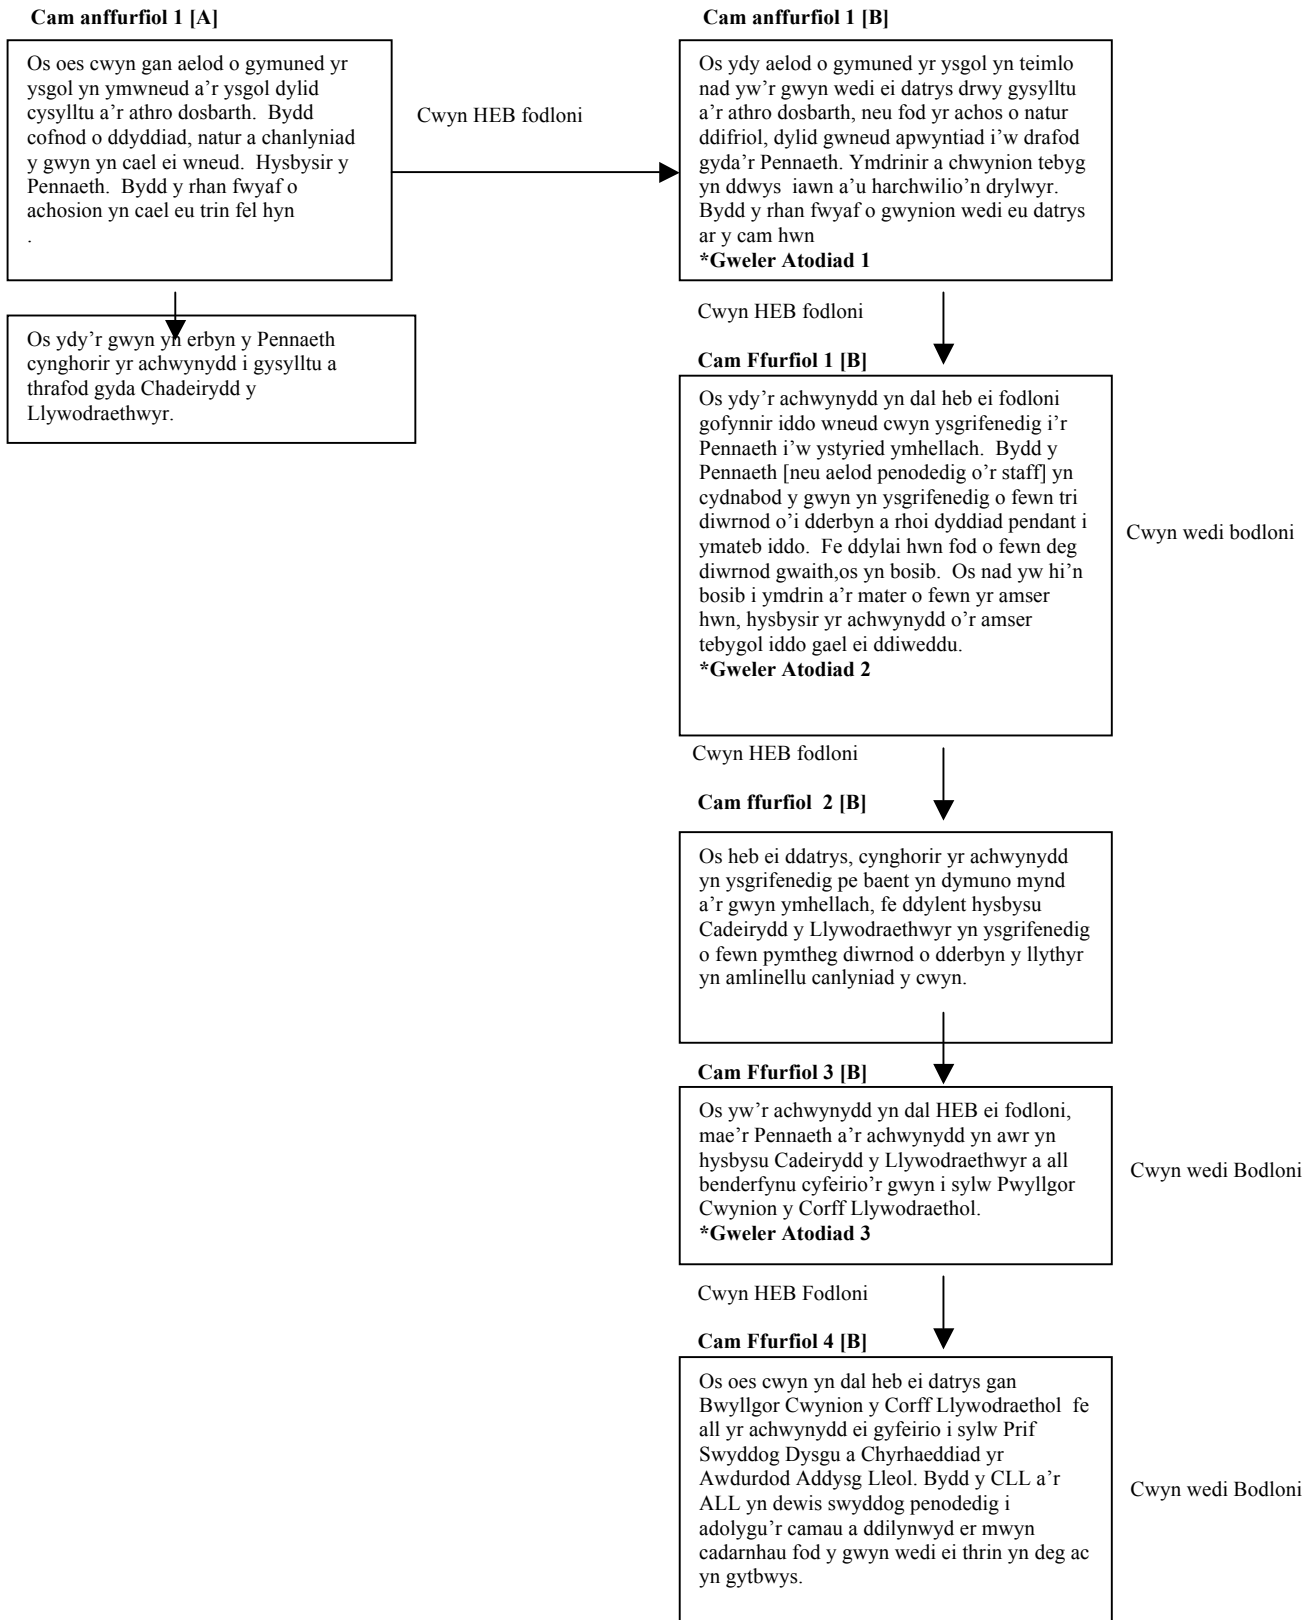 Cam anffurfiol 1 [A]
Os oes cwyn gan aelod o gymuned yr
ysgol yn ymwneud a’r ysgol dylid
cysylltu a’r athro dosbarth.  Bydd
cofnod o ddyddiad, natur a chanlyniad
y gwyn yn cael ei wneud.  Hysbysir y
Pennaeth.  Bydd y rhan fwyaf o
achosion yn cael eu trin fel hyn
.
Os ydy’r gwyn yn erbyn y Pennaeth
cynghorir yr achwynydd i gysylltu a
thrafod gyda Chadeirydd y
Llywodraethwyr.
Cwyn HEB fodloni
Cam anffurfiol 1 [B]
Os ydy aelod o gymuned yr ysgol yn teimlo
nad yw’r gwyn wedi ei datrys drwy gysylltu
a’r athro dosbarth, neu fod yr achos o natur
ddifriol, dylid gwneud apwyntiad i’w drafod
gyda’r Pennaeth. Ymdrinir a chwynion tebyg
yn ddwys  iawn a’u harchwilio’n drylwyr.
Bydd y rhan fwyaf o gwynion wedi eu datrys
ar y cam hwn
*Gweler Atodiad 1
Cwyn HEB fodloni
Cam Ffurfiol 1 [B]
Os ydy’r achwynydd yn dal heb ei fodloni
gofynnir iddo wneud cwyn ysgrifenedig i’r
Pennaeth i’w ystyried ymhellach.  Bydd y
Pennaeth [neu aelod penodedig o’r staff] yn
cydnabod y gwyn yn ysgrifenedig o fewn tri
diwrnod o’i dderbyn a rhoi dyddiad pendant i
ymateb iddo.  Fe ddylai hwn fod o fewn deg
diwrnod gwaith,os yn bosib.  Os nad yw hi’n
bosib i ymdrin a’r mater o fewn yr amser
hwn, hysbysir yr achwynydd o’r amser
tebygol iddo gael ei ddiweddu.
*Gweler Atodiad 2
Cwyn wedi bodloni
Cwyn HEB fodloni
Cam ffurfiol  2 [B]
Os heb ei ddatrys, cynghorir yr achwynydd
yn ysgrifenedig pe baent yn dymuno mynd
a’r gwyn ymhellach, fe ddylent hysbysu
Cadeirydd y Llywodraethwyr yn ysgrifenedig
o fewn pymtheg diwrnod o dderbyn y llythyr
yn amlinellu canlyniad y cwyn.
Cam Ffurfiol 3 [B]
Os yw’r achwynydd yn dal HEB ei fodloni,
mae’r Pennaeth a’r achwynydd yn awr yn
hysbysu Cadeirydd y Llywodraethwyr a all
benderfynu cyfeirio’r gwyn i sylw Pwyllgor
Cwynion y Corff Llywodraethol.
*Gweler Atodiad 3
Cwyn wedi Bodloni
Cwyn HEB Fodloni
Cam Ffurfiol 4 [B]
Os oes cwyn yn dal heb ei datrys gan
Bwyllgor Cwynion y Corff Llywodraethol  fe
all yr achwynydd ei gyfeirio i sylw Prif
Swyddog Dysgu a Chyrhaeddiad yr
Awdurdod Addysg Lleol. Bydd y CLL a’r
ALL yn dewis swyddog penodedig i
adolygu’r camau a ddilynwyd er mwyn
cadarnhau fod y gwyn wedi ei thrin yn deg ac
yn gytbwys.
Cwyn wedi Bodloni